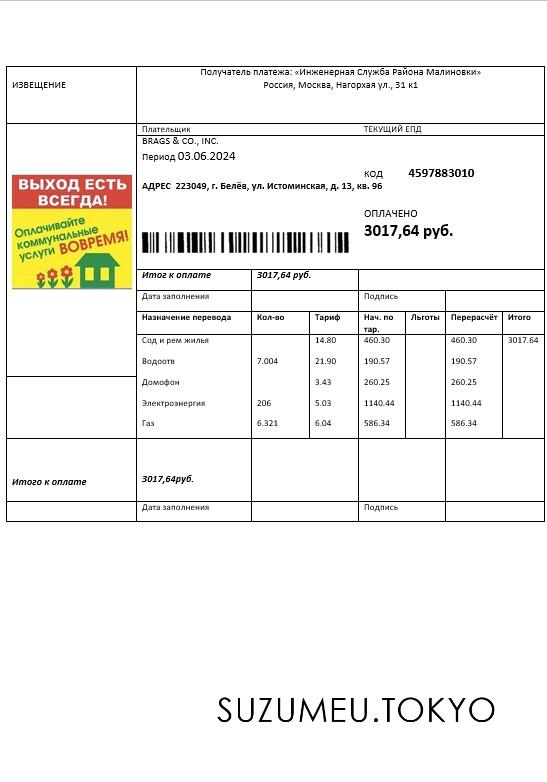 Получатель платежа: «Инженерная Служба Района Малиновки»
ИЗВЕЩЕНИЕ
Россия, Москва, Нагорхая ул., 31 к1
Плательщик ТЕКУЩИЙ ЕПД
BRAGS & CO., INC.
Период 03.06.2024
КОД 4597883010
АДРЕС 223049, г. Белёв, ул. Истоминская, д. 13, кв. 96
ВЫХОД ЕСТЬ
ВСЕГДА!
Оплачивайте
коммунальные
услуги ВОВРЕМЯ!
ОПЛАЧЕНО
3017,64 руб.
Итог к оплате 3017,64 руб.
Дата заполнения Подпись
Назначение перевода Кол-во Тариф Нач. по тар. Льготы Перерасчёт Итого
Сод и рем жилья 14.80 460.30 460.30 3017.64
Водоотв 7.004 21.90 190.57 190.57
Домофон 3.43 260.25 260.25
Электроэнергия 206 5.03 1140.44 1140.44
Газ 6.321 6.04 586.34 586.34
Итого к оплате 3017,64руб.
Дата заполнения Подпись
SUZUMEU.TOKYO